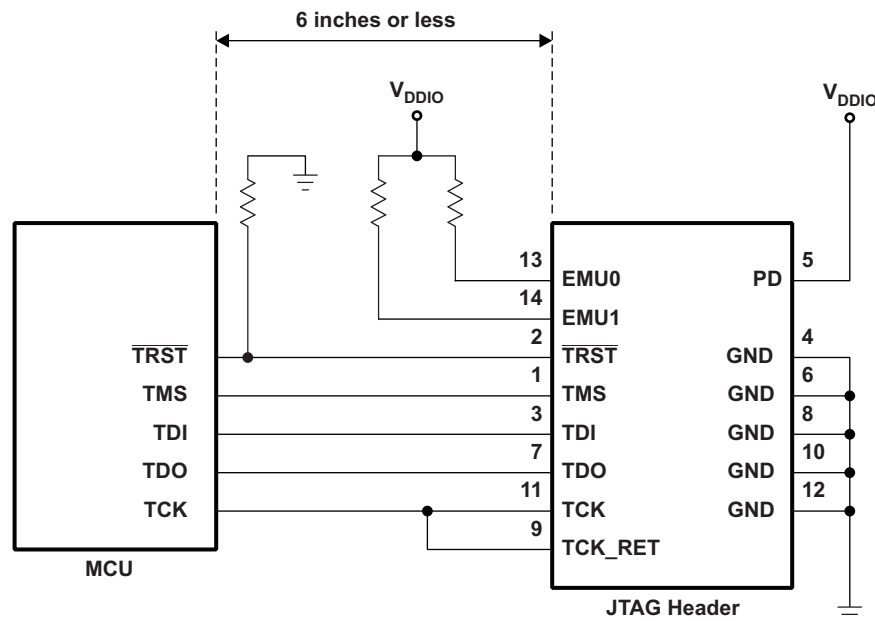 6 inches or less
VDDIO
VDDIO
13
EMU0
5
PD
14
EMU1
TRST
2
TRST
4
GND
TMS
1
TMS
6
GND
TDI
3
TDI
8
GND
TDO
7
TDO
10
GND
TCK
11
TCK
12
GND
9
TCK_RET
MCU
JTAG Header